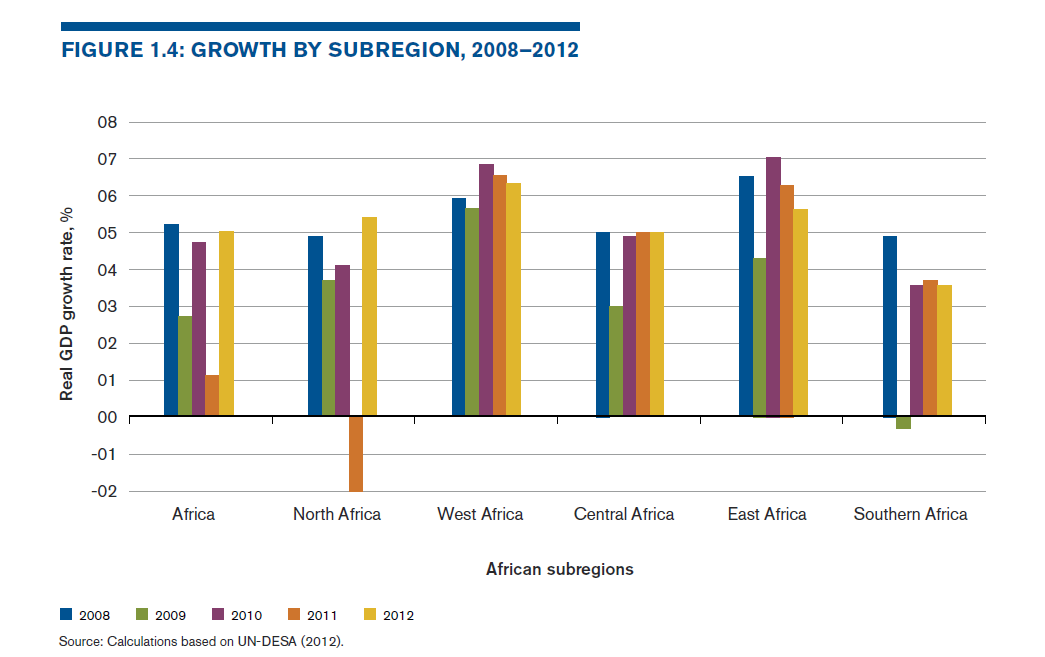 FIGURE 1.4: GROWTH BY SUBREGION, 2008–2012
08
07
06
05
04
03
02
01
00
-01
-02
Real GDP growth rate, %
Africa
North Africa
West Africa
Central Africa
East Africa
Southern Africa
African subregions
2008
2009
2010
2011
2012
Source: Calculations based on UN-DESA (2012).